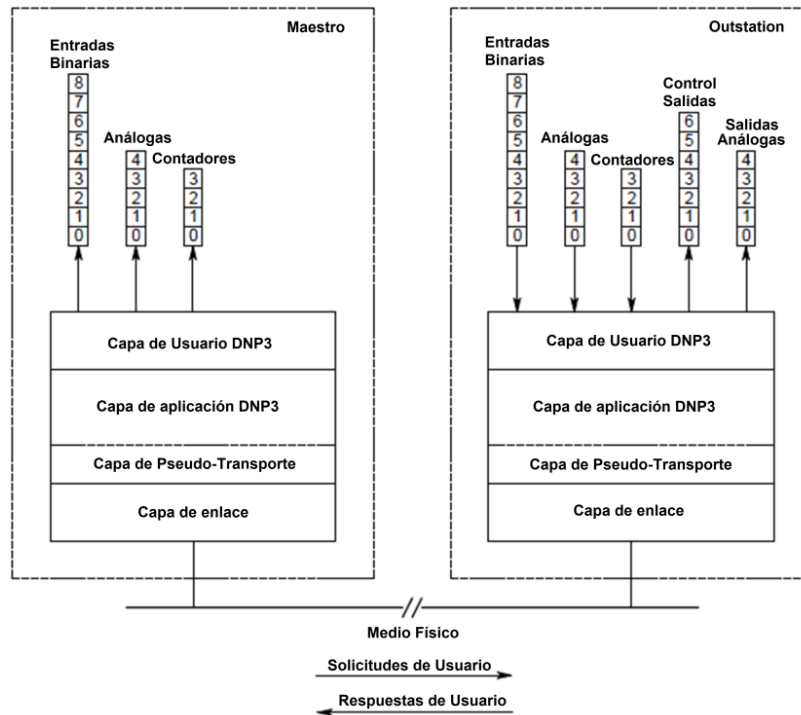 Maestro
Entradas
Binarias
8
7
6
5
4
3
2
1
0
Análogas
4
3
2
1
0
Contadores
3
2
1
0
Capa de Usuario DNP3
Capa de aplicación DNP3
Capa de Pseudo-Transporte
Capa de enlace
Outstation
Entradas
Binarias
8
7
6
5
4
3
2
1
0
Análogas
4
3
2
1
0
Contadores
3
2
1
0
Control
Salidas
6
5
4
3
2
1
0
Salidas
Análogas
4
3
2
1
0
Capa de Usuario DNP3
Capa de aplicación DNP3
Capa de Pseudo-Transporte
Capa de enlace
Medio Físico
Solicitudes de Usuario
Respuestas de Usuario